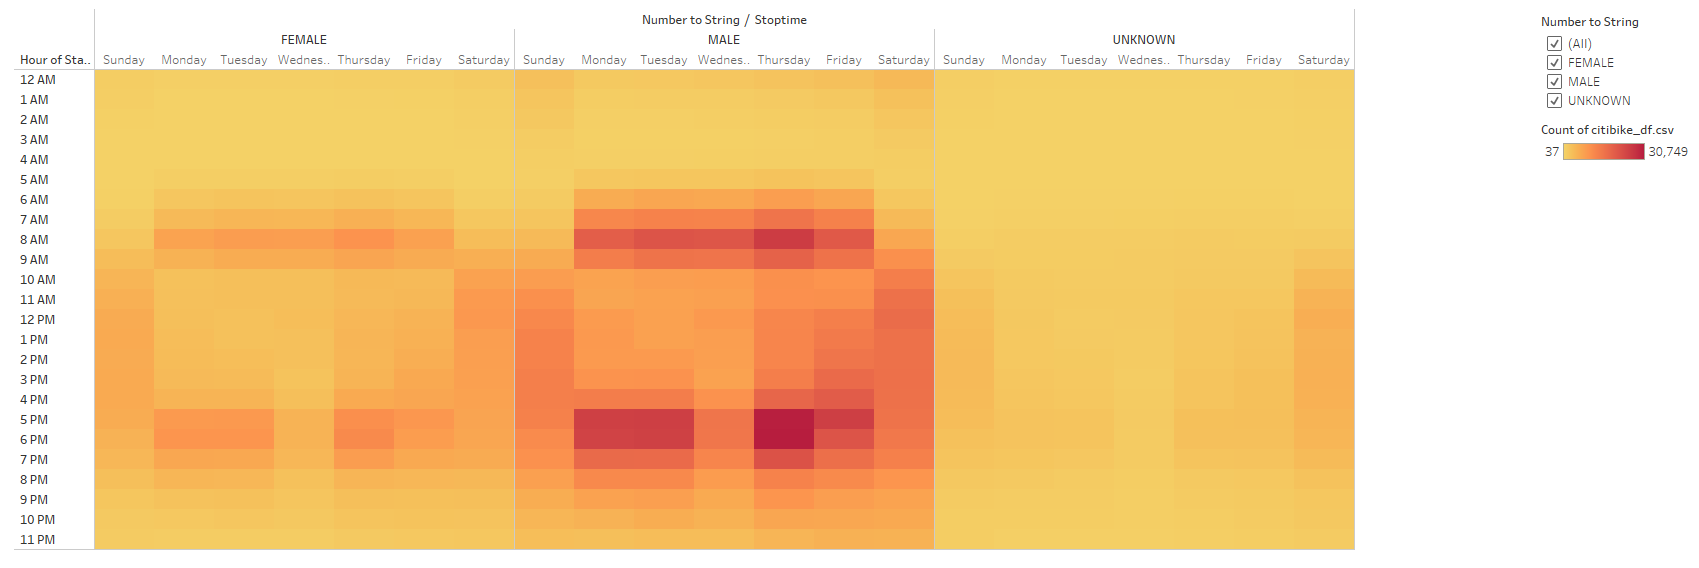 Number to String / Stoptime
FEMALE MALE UNKNOWN
Hour of Sta.. Sunday Monday Tuesday Wednes.. Thursday Friday Saturday Sunday Monday Tuesday Wednes.. Thursday Friday Saturday Sunday Monday Tuesday Wednes.. Thursday Friday Saturday
12 AM
1 AM
2 AM
3 AM
4 AM
5 AM
6 AM
7 AM
8 AM
9 AM
10 AM
11 AM
12 PM
1 PM
2 PM
3 PM
4 PM
5 PM
6 PM
7 PM
8 PM
9 PM
10 PM
11 PM
Number to String
(All)
FEMALE
MALE
UNKNOWN
Count of citibike_df.csv
37 30,749